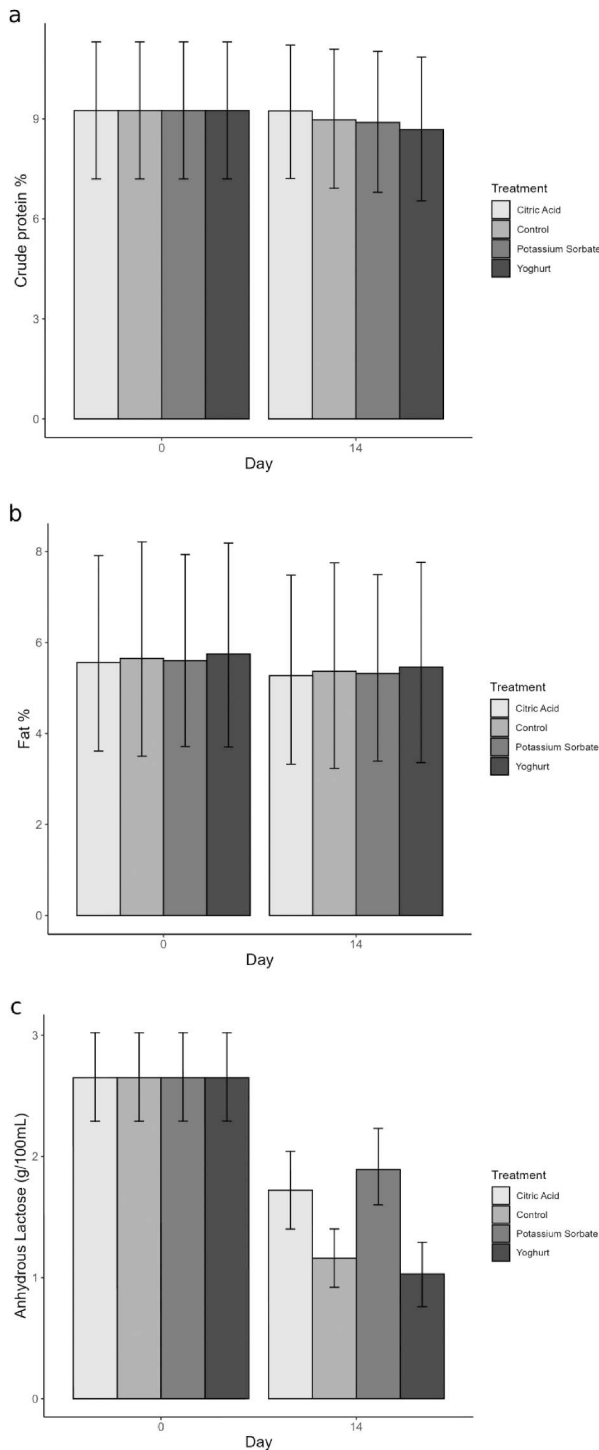 a
Crude protein %
9
6
3
0
0
14
Day
Treatment
Citric Acid
Control
Potassium Sorbate
Yoghurt
b
Fat %
8
6
4
2
0
0
14
Day
Treatment
Citric Acid
Control
Potassium Sorbate
Yoghurt
c
Anhydrous Lactose (g/100mL)
3
2
1
0
0
14
Day
Treatment
Citric Acid
Control
Potassium Sorbate
Yoghurt